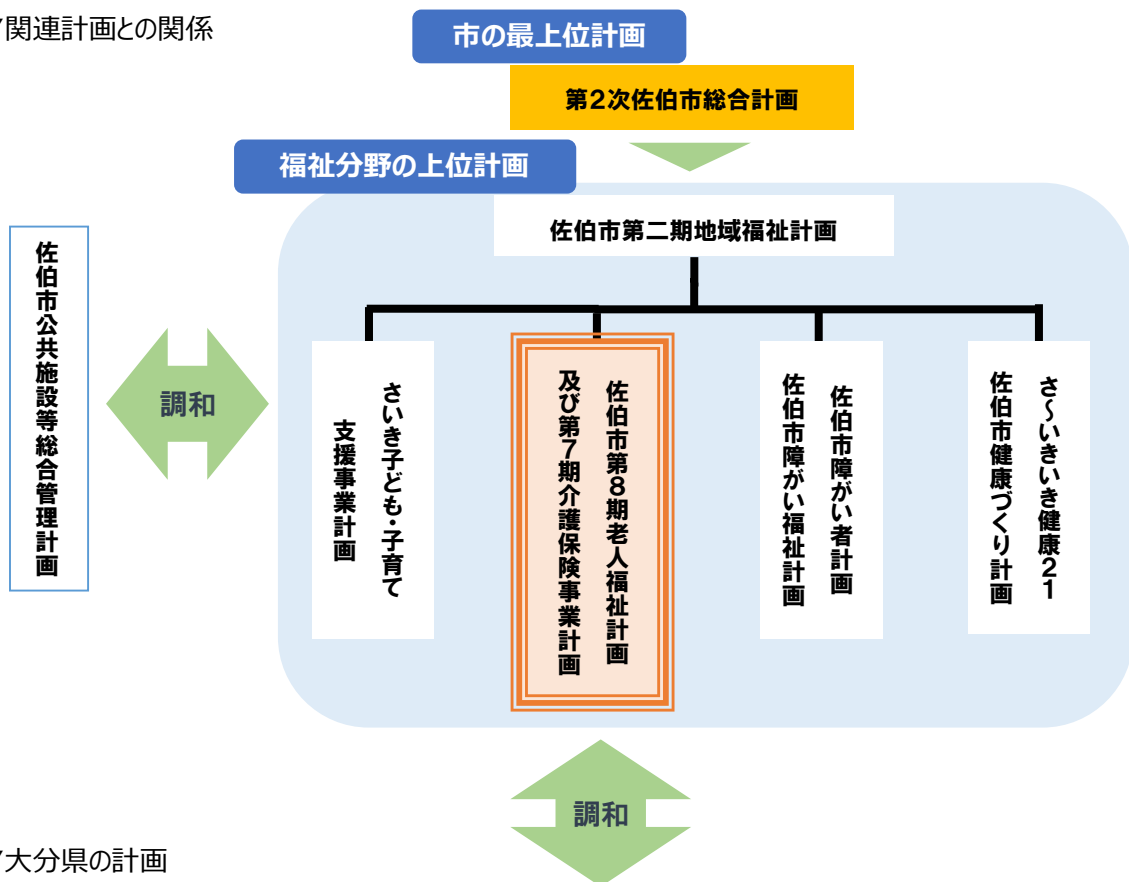 関連計画との関係
市の最上位計画
第2次佐伯市総合計画
福祉分野の上位計画
佐伯市第二期地域福祉計画
佐伯市公共施設等総合管理計画
調和
さいき子ども・子育て
支援事業計画
佐伯市第8期老人福祉計画
及び第7期介護保険事業計画
佐伯市障がい者計画
佐伯市障がい福祉計画
さ～いきいき健康21
佐伯市健康づくり計画
調和
大分県の計画